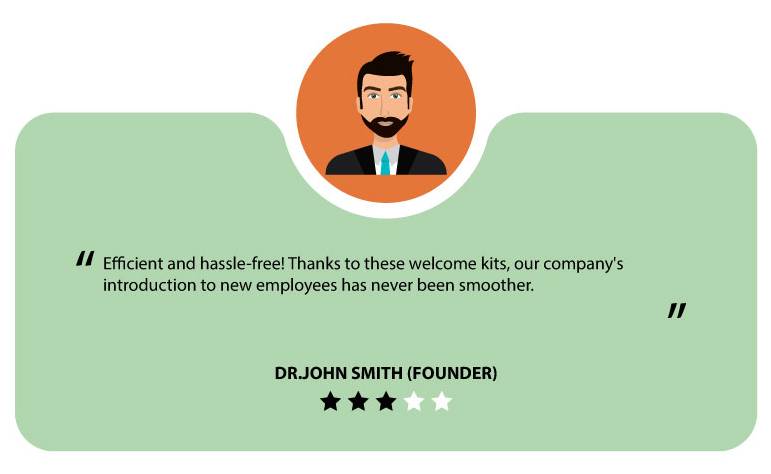 “ Efficient and hassle-free! Thanks to these welcome kits, our company's
introduction to new employees has never been smoother.
”
DR.JOHN SMITH (FOUNDER)